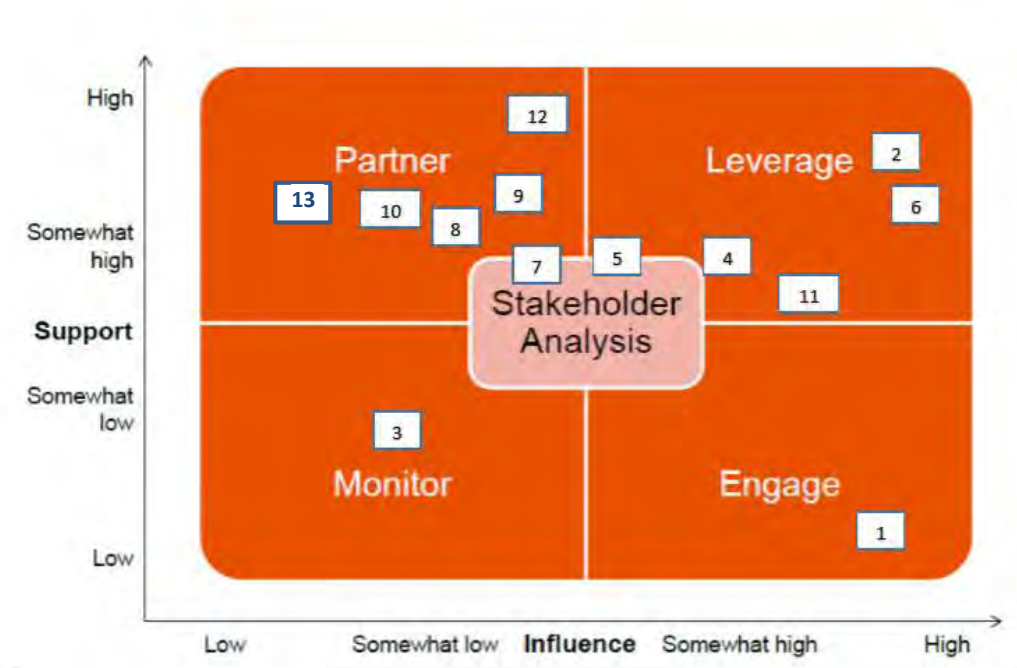 High
12
Partner
Leverage
2
13
10
9
6
8
Somewhat
high
7
5
4
11
Stakeholder
Analysis
Support
Somewhat
low
3
Monitor
Engage
1
Low
Low
Somewhat low
Influence
Somewhat high
High